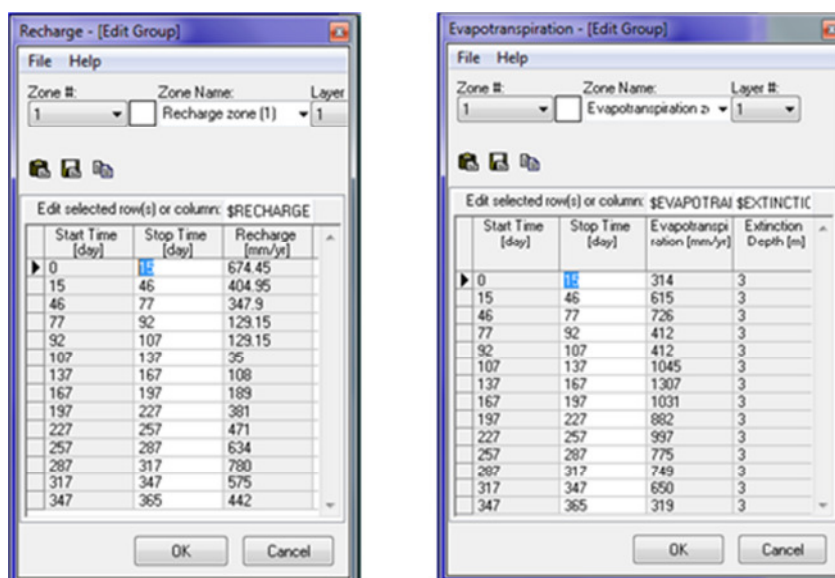 Recharge - [Edit Group]
File Help
Zone #: Zone Name: Layer
1 Recharge zone (1) 1
Edit selected row(s) or column: $RECHARGE
Start Time [day] Stop Time [day] Recharge [mm/yr]
0 15 674.45
15 46 404.95
46 77 347.9
77 92 129.15
92 107 129.15
107 137 35
137 167 108
167 197 189
197 227 381
227 257 471
257 287 634
287 317 780
317 347 575
347 365 442
OK Cancel
Evapotranspiration - [Edit Group]
File Help
Zone #: Zone Name: Layer #:
1 Evapotranspiration z 1
Edit selected row(s) or column: $EVAPOTRAI $EXTINCTIC
Start Time [day] Stop Time [day] Evapotranspi ration [mm/yr] Extinction Depth [m]
0 15 314 3
15 46 615 3
46 77 726 3
77 92 412 3
92 107 412 3
107 137 1045 3
137 167 1307 3
167 197 1031 3
197 227 882 3
227 257 997 3
257 287 775 3
287 317 749 3
317 347 650 3
347 365 319 3
OK Cancel